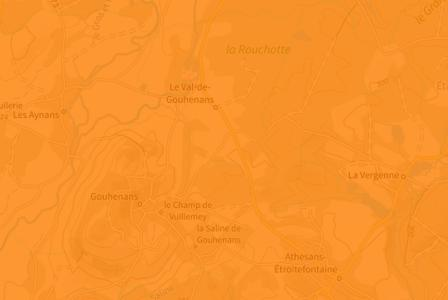 la Rouchotte
Le Val-de-
Gouhenans
uilerie
Les Aynans
La Vergenne
Gouhenans
le Champ de
Vuillemey
la Saline de
Gouhenans
Athesans-
Étroitefontaine